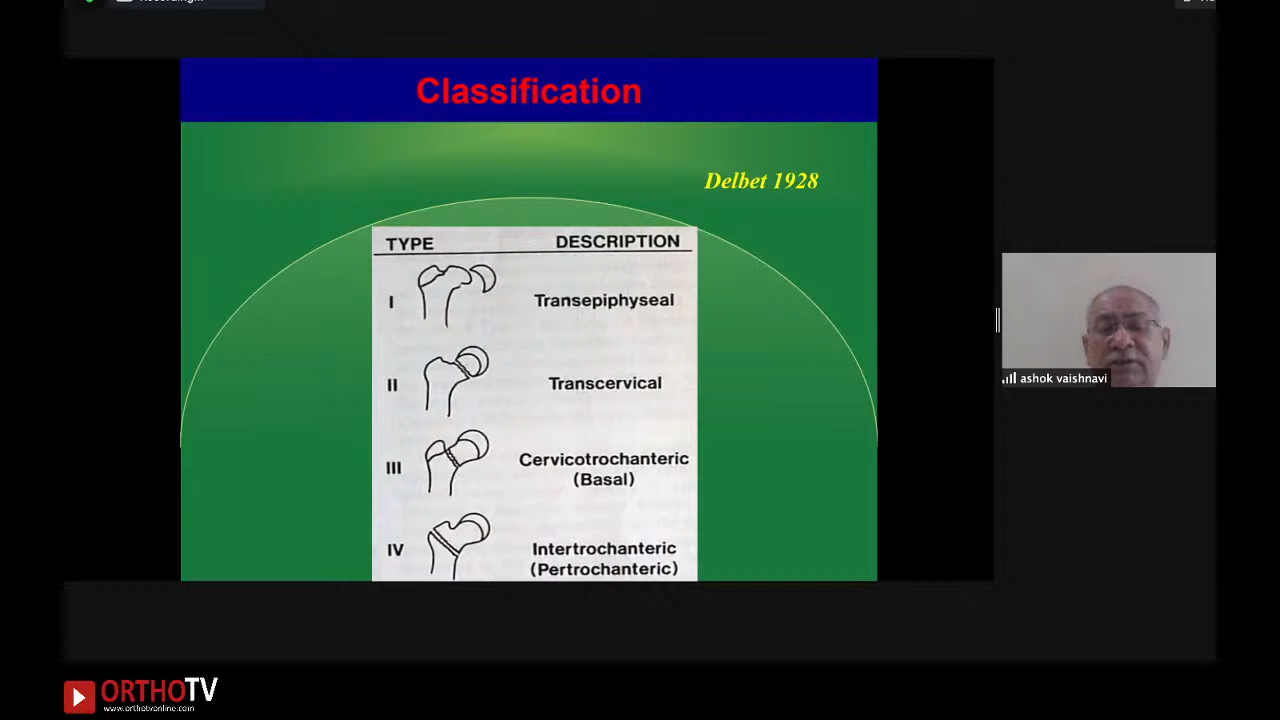 Classification
Delbet 1928
TYPE DESCRIPTION
I Transepiphyseal
II Transcervical
III Cervicotrochanteric
(Basal)
IV Intertrochanteric
(Pertrochanteric)
ashok vaishnavi
ORTHOTV
www.orthotvonline.com